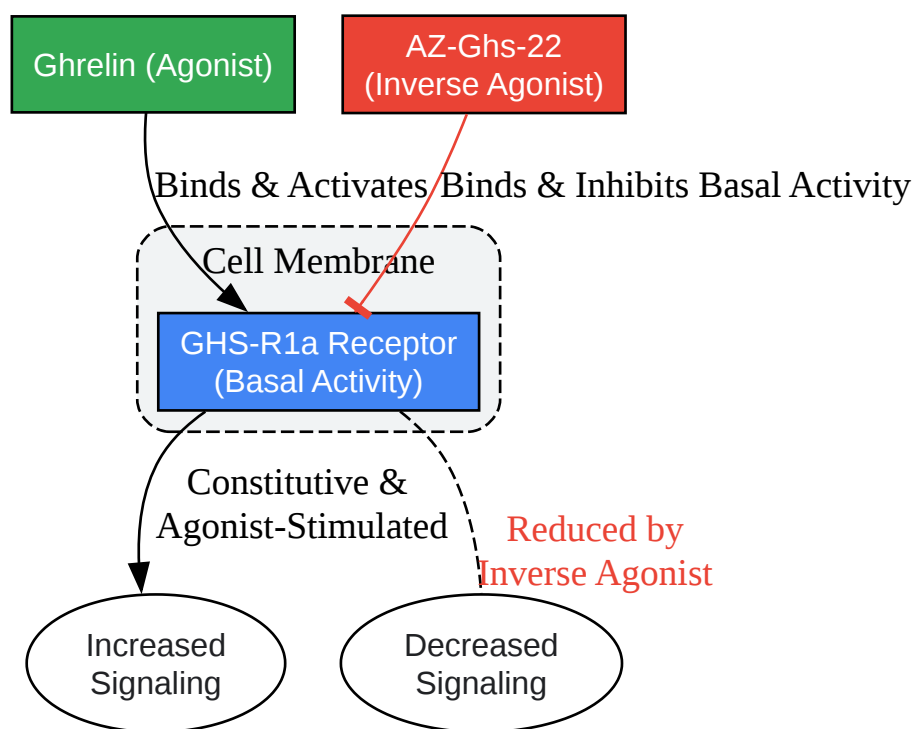 Ghrelin (Agonist)
AZ-Ghs-22
(Inverse Agonist)
Binds & Activates
Binds & Inhibits Basal Activity
Cell Membrane
GHS-R1a Receptor
(Basal Activity)
Constitutive &
Agonist-Stimulated
Reduced by
Inverse Agonist
Increased
Signaling
Decreased
Signaling